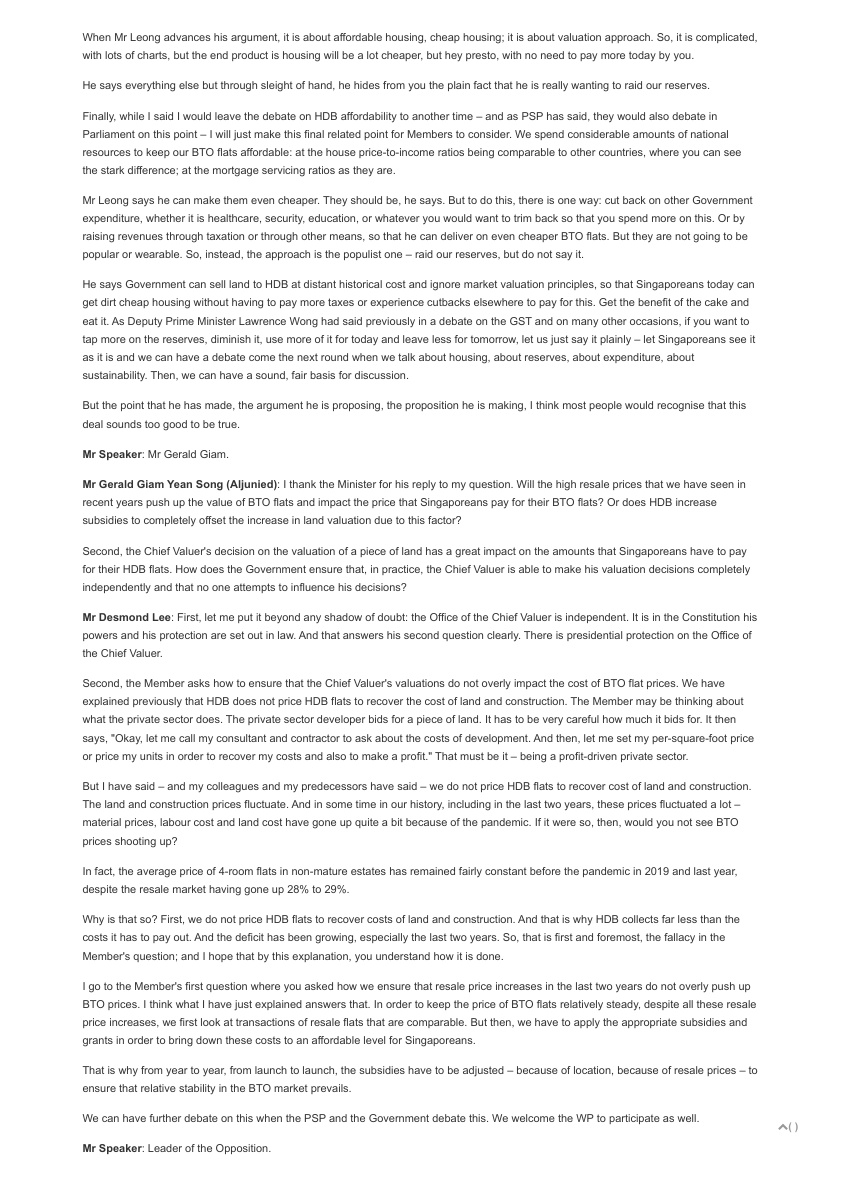 When Mr Leong advances his argument, it is about affordable housing, cheap housing; it is about valuation approach. So, it is complicated,
with lots of charts, but the end product is housing will be a lot cheaper, but hey presto, with no need to pay more today by you.
He says everything else but through sleight of hand, he hides from you the plain fact that he is really wanting to raid our reserves.
Finally, while I said I would leave the debate on HDB affordability to another time – and as PSP has said, they would also debate in
Parliament on this point – I will just make this final related point for Members to consider. We spend considerable amounts of national
resources to keep our BTO flats affordable: at the house price-to-income ratios being comparable to other countries, where you can see
the stark difference; at the mortgage servicing ratios as they are.
Mr Leong says he can make them even cheaper. They should be, he says. But to do this, there is one way: cut back on other Government
expenditure, whether it is healthcare, security, education, or whatever you would want to trim back so that you spend more on this. Or by
raising revenues through taxation or through other means, so that he can deliver on even cheaper BTO flats. But they are not going to be
popular or wearable. So, instead, the approach is the populist one – raid our reserves, but do not say it.
He says Government can sell land to HDB at distant historical cost and ignore market valuation principles, so that Singaporeans today can
get dirt cheap housing without having to pay more taxes or experience cutbacks elsewhere to pay for this. Get the benefit of the cake and
eat it. As Deputy Prime Minister Lawrence Wong had said previously in a debate on the GST and on many other occasions, if you want to
tap more on the reserves, diminish it, use more of it for today and leave less for tomorrow, let us just say it plainly – let Singaporeans see it
as it is and we can have a debate come the next round when we talk about housing, about reserves, about expenditure, about
sustainability. Then, we can have a sound, fair basis for discussion.
But the point that he has made, the argument he is proposing, the proposition he is making, I think most people would recognise that this
deal sounds too good to be true.
Mr Speaker: Mr Gerald Giam.
Mr Gerald Giam Yean Song (Aljunied): I thank the Minister for his reply to my question. Will the high resale prices that we have seen in
recent years push up the value of BTO flats and impact the price that Singaporeans pay for their BTO flats? Or does HDB increase
subsidies to completely offset the increase in land valuation due to this factor?
Second, the Chief Valuer's decision on the valuation of a piece of land has a great impact on the amounts that Singaporeans have to pay
for their HDB flats. How does the Government ensure that, in practice, the Chief Valuer is able to make his valuation decisions completely
independently and that no one attempts to influence his decisions?
Mr Desmond Lee: First, let me put it beyond any shadow of doubt: the Office of the Chief Valuer is independent. It is in the Constitution his
powers and his protection are set out in law. And that answers his second question clearly. There is presidential protection on the Office of
the Chief Valuer.
Second, the Member asks how to ensure that the Chief Valuer's valuations do not overly impact the cost of BTO flat prices. We have
explained previously that HDB does not price HDB flats to recover the cost of land and construction. The Member may be thinking about
what the private sector does. The private sector developer bids for a piece of land. It has to be very careful how much it bids for. It then
says, "Okay, let me call my consultant and contractor to ask about the costs of development. And then, let me set my per-square-foot price
or price my units in order to recover my costs and also to make a profit." That must be it – being a profit-driven private sector.
But I have said – and my colleagues and my predecessors have said – we do not price HDB flats to recover cost of land and construction.
The land and construction prices fluctuate. And in some time in our history, including in the last two years, these prices fluctuated a lot –
material prices, labour cost and land cost have gone up quite a bit because of the pandemic. If it were so, then, would you not see BTO
prices shooting up?
In fact, the average price of 4-room flats in non-mature estates has remained fairly constant before the pandemic in 2019 and last year,
despite the resale market having gone up 28% to 29%.
Why is that so? First, we do not price HDB flats to recover costs of land and construction. And that is why HDB collects far less than the
costs it has to pay out. And the deficit has been growing, especially the last two years. So, that is first and foremost, the fallacy in the
Member's question; and I hope that by this explanation, you understand how it is done.
I go to the Member's first question where you asked how we ensure that resale price increases in the last two years do not overly push up
BTO prices. I think what I have just explained answers that. In order to keep the price of BTO flats relatively steady, despite all these resale
price increases, we first look at transactions of resale flats that are comparable. But then, we have to apply the appropriate subsidies and
grants in order to bring down these costs to an affordable level for Singaporeans.
That is why from year to year, from launch to launch, the subsidies have to be adjusted – because of location, because of resale prices – to
ensure that relative stability in the BTO market prevails.
We can have further debate on this when the PSP and the Government debate this. We welcome the WP to participate as well.
( )
Mr Speaker: Leader of the Opposition.